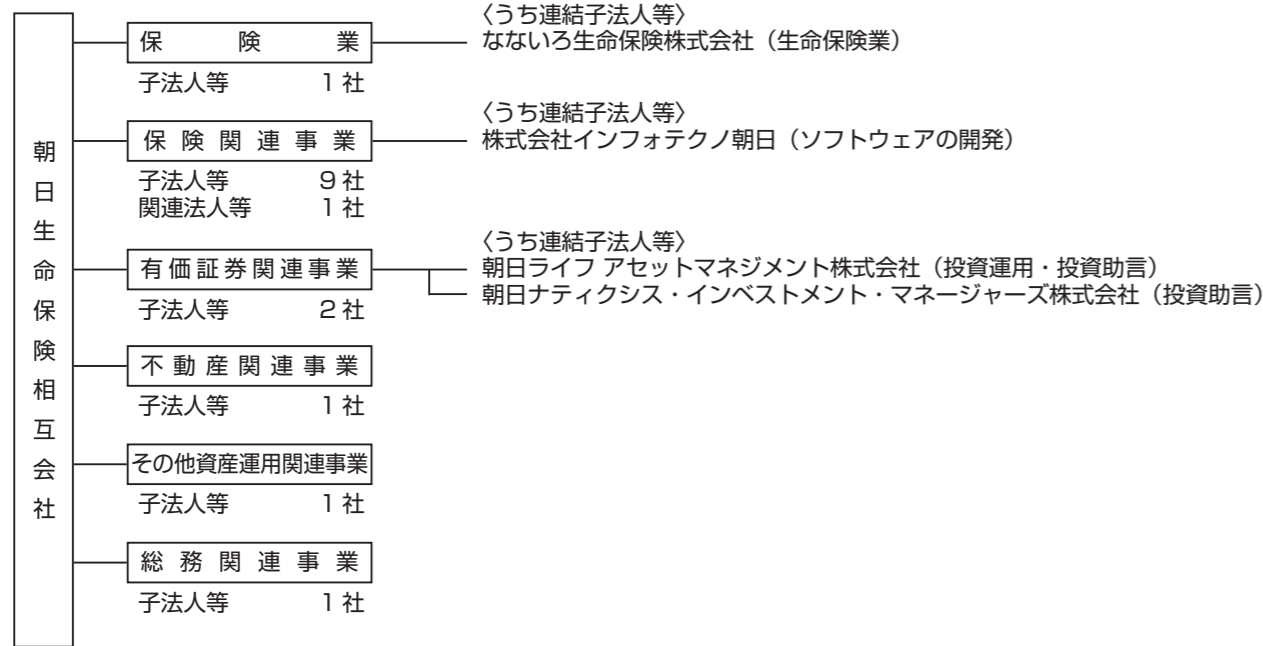 朝日生命保険相互会社
〈うち連結子法人等〉
保険業 なないろ生命保険株式会社（生命保険業）
子法人等 1社
〈うち連結子法人等〉
保険関連事業 株式会社インフォテクノ朝日（ソフトウェアの開発）
子法人等 9社
関連法人等 1社
〈うち連結子法人等〉
有価証券関連事業 朝日ライフ アセットマネジメント株式会社（投資運用・投資助言）
朝日ナティクシス・インベストメント・マネージャーズ株式会社（投資助言）
子法人等 2社
不動産関連事業
子法人等 1社
その他資産運用関連事業
子法人等 1社
総務関連事業
子法人等 1社